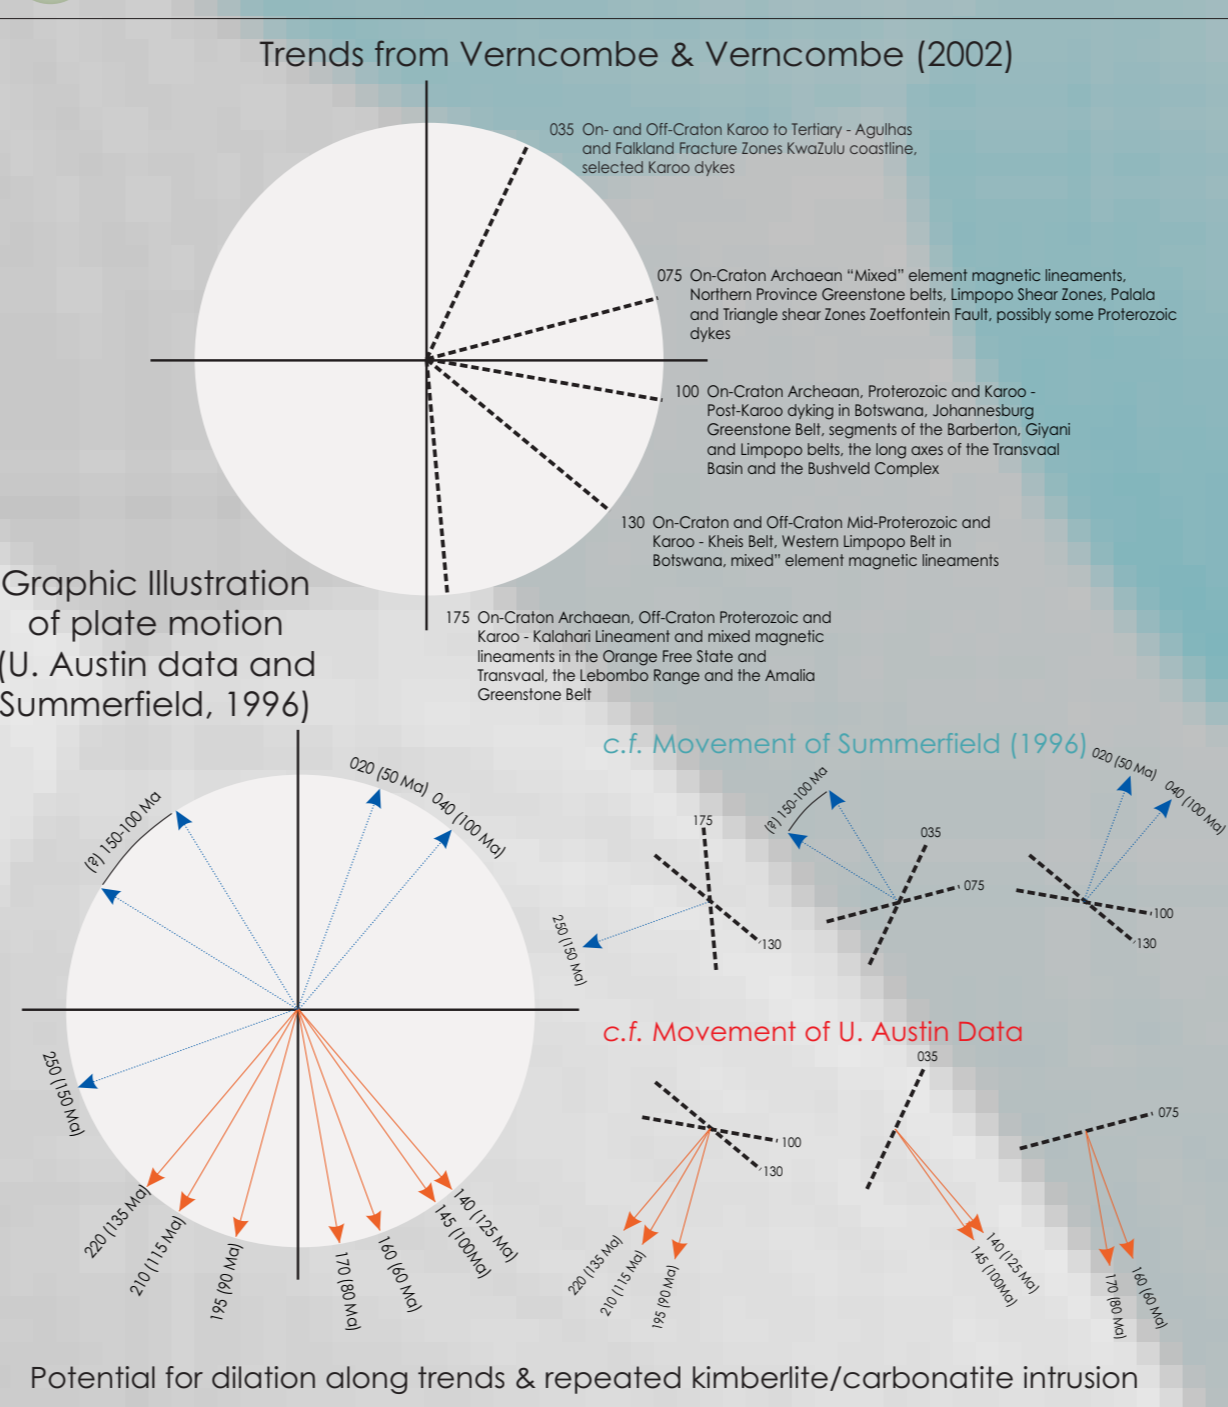 Trends from Verncombe & Verncombe (2002)
035 On- and Off-Craton Karoo to Tertiary - Agulhas
and Falkland Fracture Zones KwaZulu coastline,
selected Karoo dykes
075 On-Craton Archaean “Mixed” element magnetic lineaments,
Northern Province Greenstone belts, Limpopo Shear Zones, Palala
and Triangle shear Zones Zoetfontein Fault, possibly some Proterozoic
dykes
100 On-Craton Archeaan, Proterozoic and Karoo -
Post-Karoo dyking in Botswana, Johannesburg
Greenstone Belt, segments of the Barberton, Giyani
and Limpopo belts, the long axes of the Transvaal
Basin and the Bushveld Complex
130 On-Craton and Off-Craton Mid-Proterozoic and
Karoo - Kheis Belt, Western Limpopo Belt in
Botswana, mixed” element magnetic lineaments
175 On-Craton Archaean, Off-Craton Proterozoic and
Karoo - Kalahari Lineament and mixed magnetic
lineaments in the Orange Free State and
Transvaal, the Lebombo Range and the Amalia
Greenstone Belt
Graphic Illustration
of plate motion
(U. Austin data and
Summerfield, 1996)
(?) 150-100 Ma
020 (50 Ma)
040 (100 Ma)
250 (150 Ma)
220 (135 Ma)
210 (115 Ma)
195 (90 Ma)
170 (80 Ma)
160 (60 Ma)
145 (100Ma)
140 (125 Ma)
c.f. Movement of Summerfield (1996)
175
130
250 (150 Ma)
(?) 150-100 Ma
035
075
020 (50 Ma)
040 (100 Ma)
100
130
c.f. Movement of U. Austin Data
100
130
220 (135 Ma)
210 (115 Ma)
195 (90 Ma)
035
140 (125 Ma)
145 (100Ma)
075
170 (80 Ma)
160 (60 Ma)
Potential for dilation along trends & repeated kimberlite/carbonatite intrusion